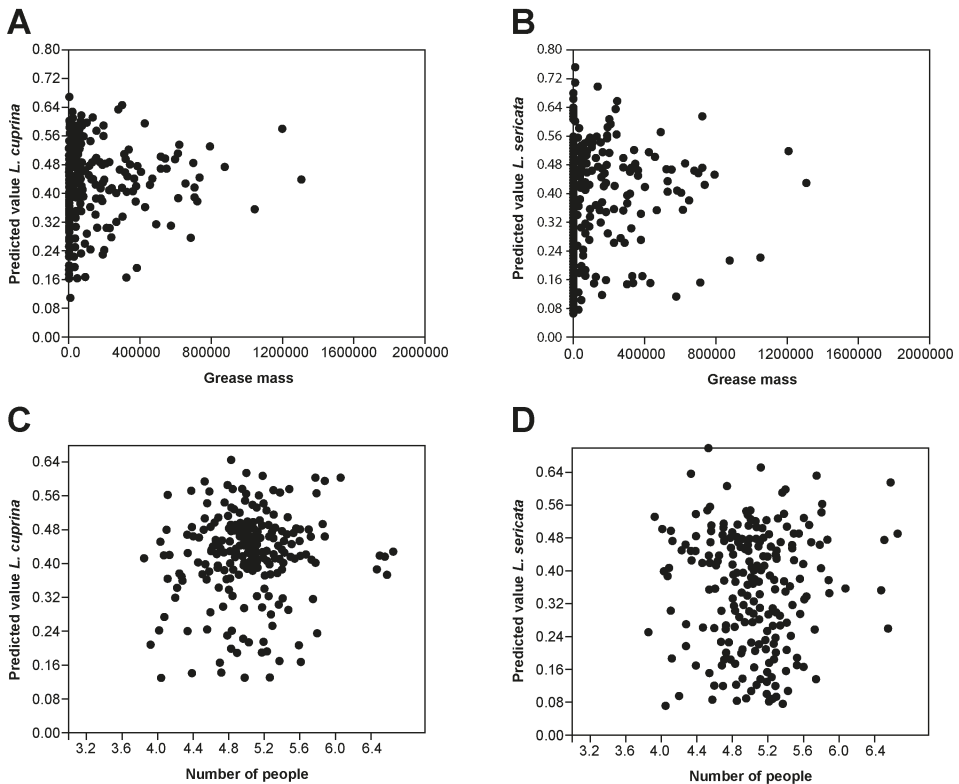 A
B
0.80
0.72
0.64
0.56
0.48
0.40
0.32
0.24
0.16
0.08
0.00
Predicted value L. cuprina
0.0 400000 800000 1200000 1600000 2000000
Grease mass
0.80
0.72
0.64
0.56
0.48
0.40
0.32
0.24
0.16
0.08
0.00
Predicted value L. sericata
0.0 400000 800000 1200000 1600000 2000000
Grease mass
C
D
0.64
0.56
0.48
0.40
0.32
0.24
0.16
0.08
0.00
Predicted value L. cuprina
3.2 3.6 4.0 4.4 4.8 5.2 5.6 6.0 6.4
Number of people
0.64
0.56
0.48
0.40
0.32
0.24
0.16
0.08
0.00
Predicted value L. sericata
3.2 3.6 4.0 4.4 4.8 5.2 5.6 6.0 6.4
Number of people